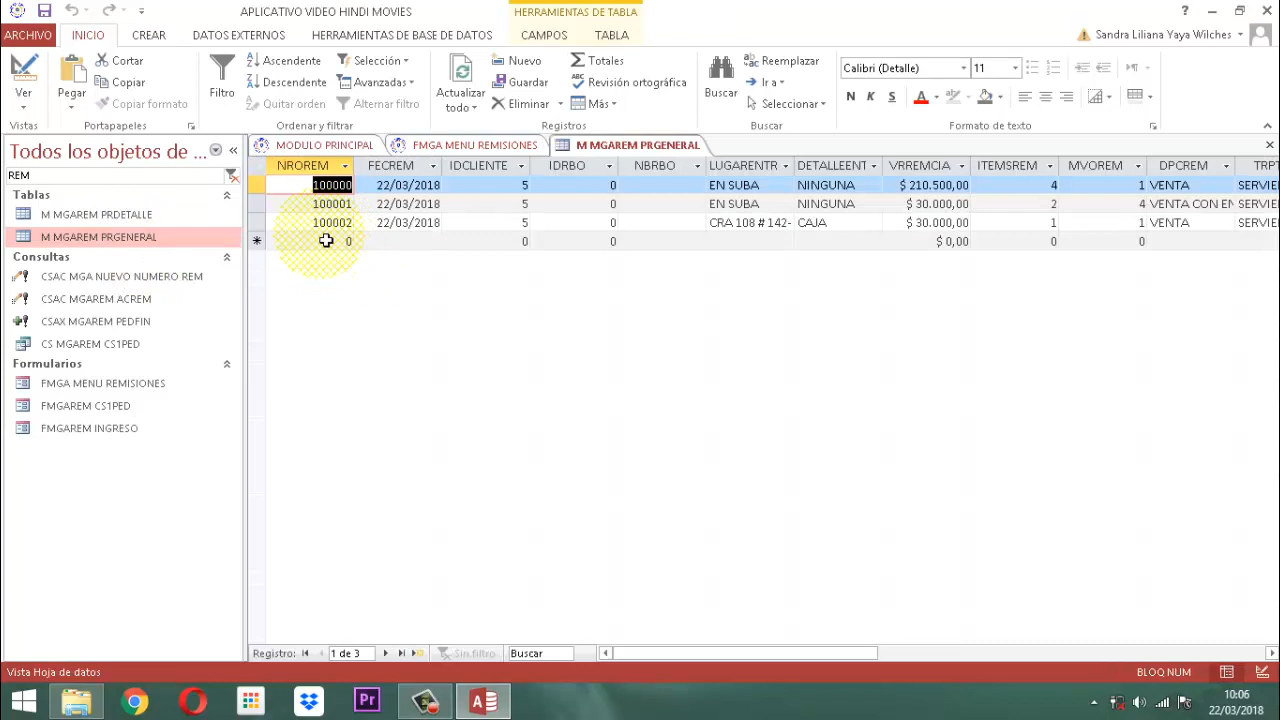 APLICATIVO VIDEO HINDI MOVIES
HERRAMIENTAS DE TABLA
ARCHIVO INICIO CREAR DATOS EXTERNOS HERRAMIENTAS DE BASE DE DATOS CAMPOS TABLA
Sandra Liliana Yaya Wilches
Ver
Vistas
Pegar
Cortar
Copiar
Copiar formato
Portapapeles
Filtro
Ascendente
Descendente
Quitar orden
Selección
Avanzadas
Alternar filtro
Ordenar y filtrar
Actualizar todo
Nuevo
Guardar
Eliminar
Totales
Revisión ortográfica
Más
Registros
Buscar
Reemplazar
Ir a
Seleccionar
Buscar
Calibri (Detalle) 11
N K S
Formato de texto
Todos los objetos de ...
REM
Tablas
M MGAREM PRDETALLE
M MGAREM PRGENERAL
Consultas
CSAC MGA NUEVO NUMERO REM
CSAC MGAREM ACREM
CSAX MGAREM PEDFIN
CS MGAREM CS1PED
Formularios
FMGA MENU REMISIONES
FMGAREM CS1PED
FMGAREM INGRESO
MODULO PRINCIPAL FMGA MENU REMISIONES M MGAREM PRGENERAL
NROREM FECREM IDCLIENTE IDRBO NBRBO LUGARENTR DETALLEENT VRREMCIA ITEMSREM MVOREM DPCREM TRPT
100000 22/03/2018 5 0 EN SUBA NINGUNA $ 210.500,00 4 1 VENTA SERVIE
100001 22/03/2018 5 0 EN SUBA NINGUNA $ 30.000,00 2 4 VENTA CON EN SERVIE
100002 22/03/2018 5 0 CRA 108 # 142- CAJA $ 30.000,00 1 1 VENTA SERVIE
* 0 0 0 $ 0,00 0 0
Registro: 1 de 3 Sin filtro Buscar
Vista Hoja de datos
BLOQ NUM
Pr
10:06
22/03/2018